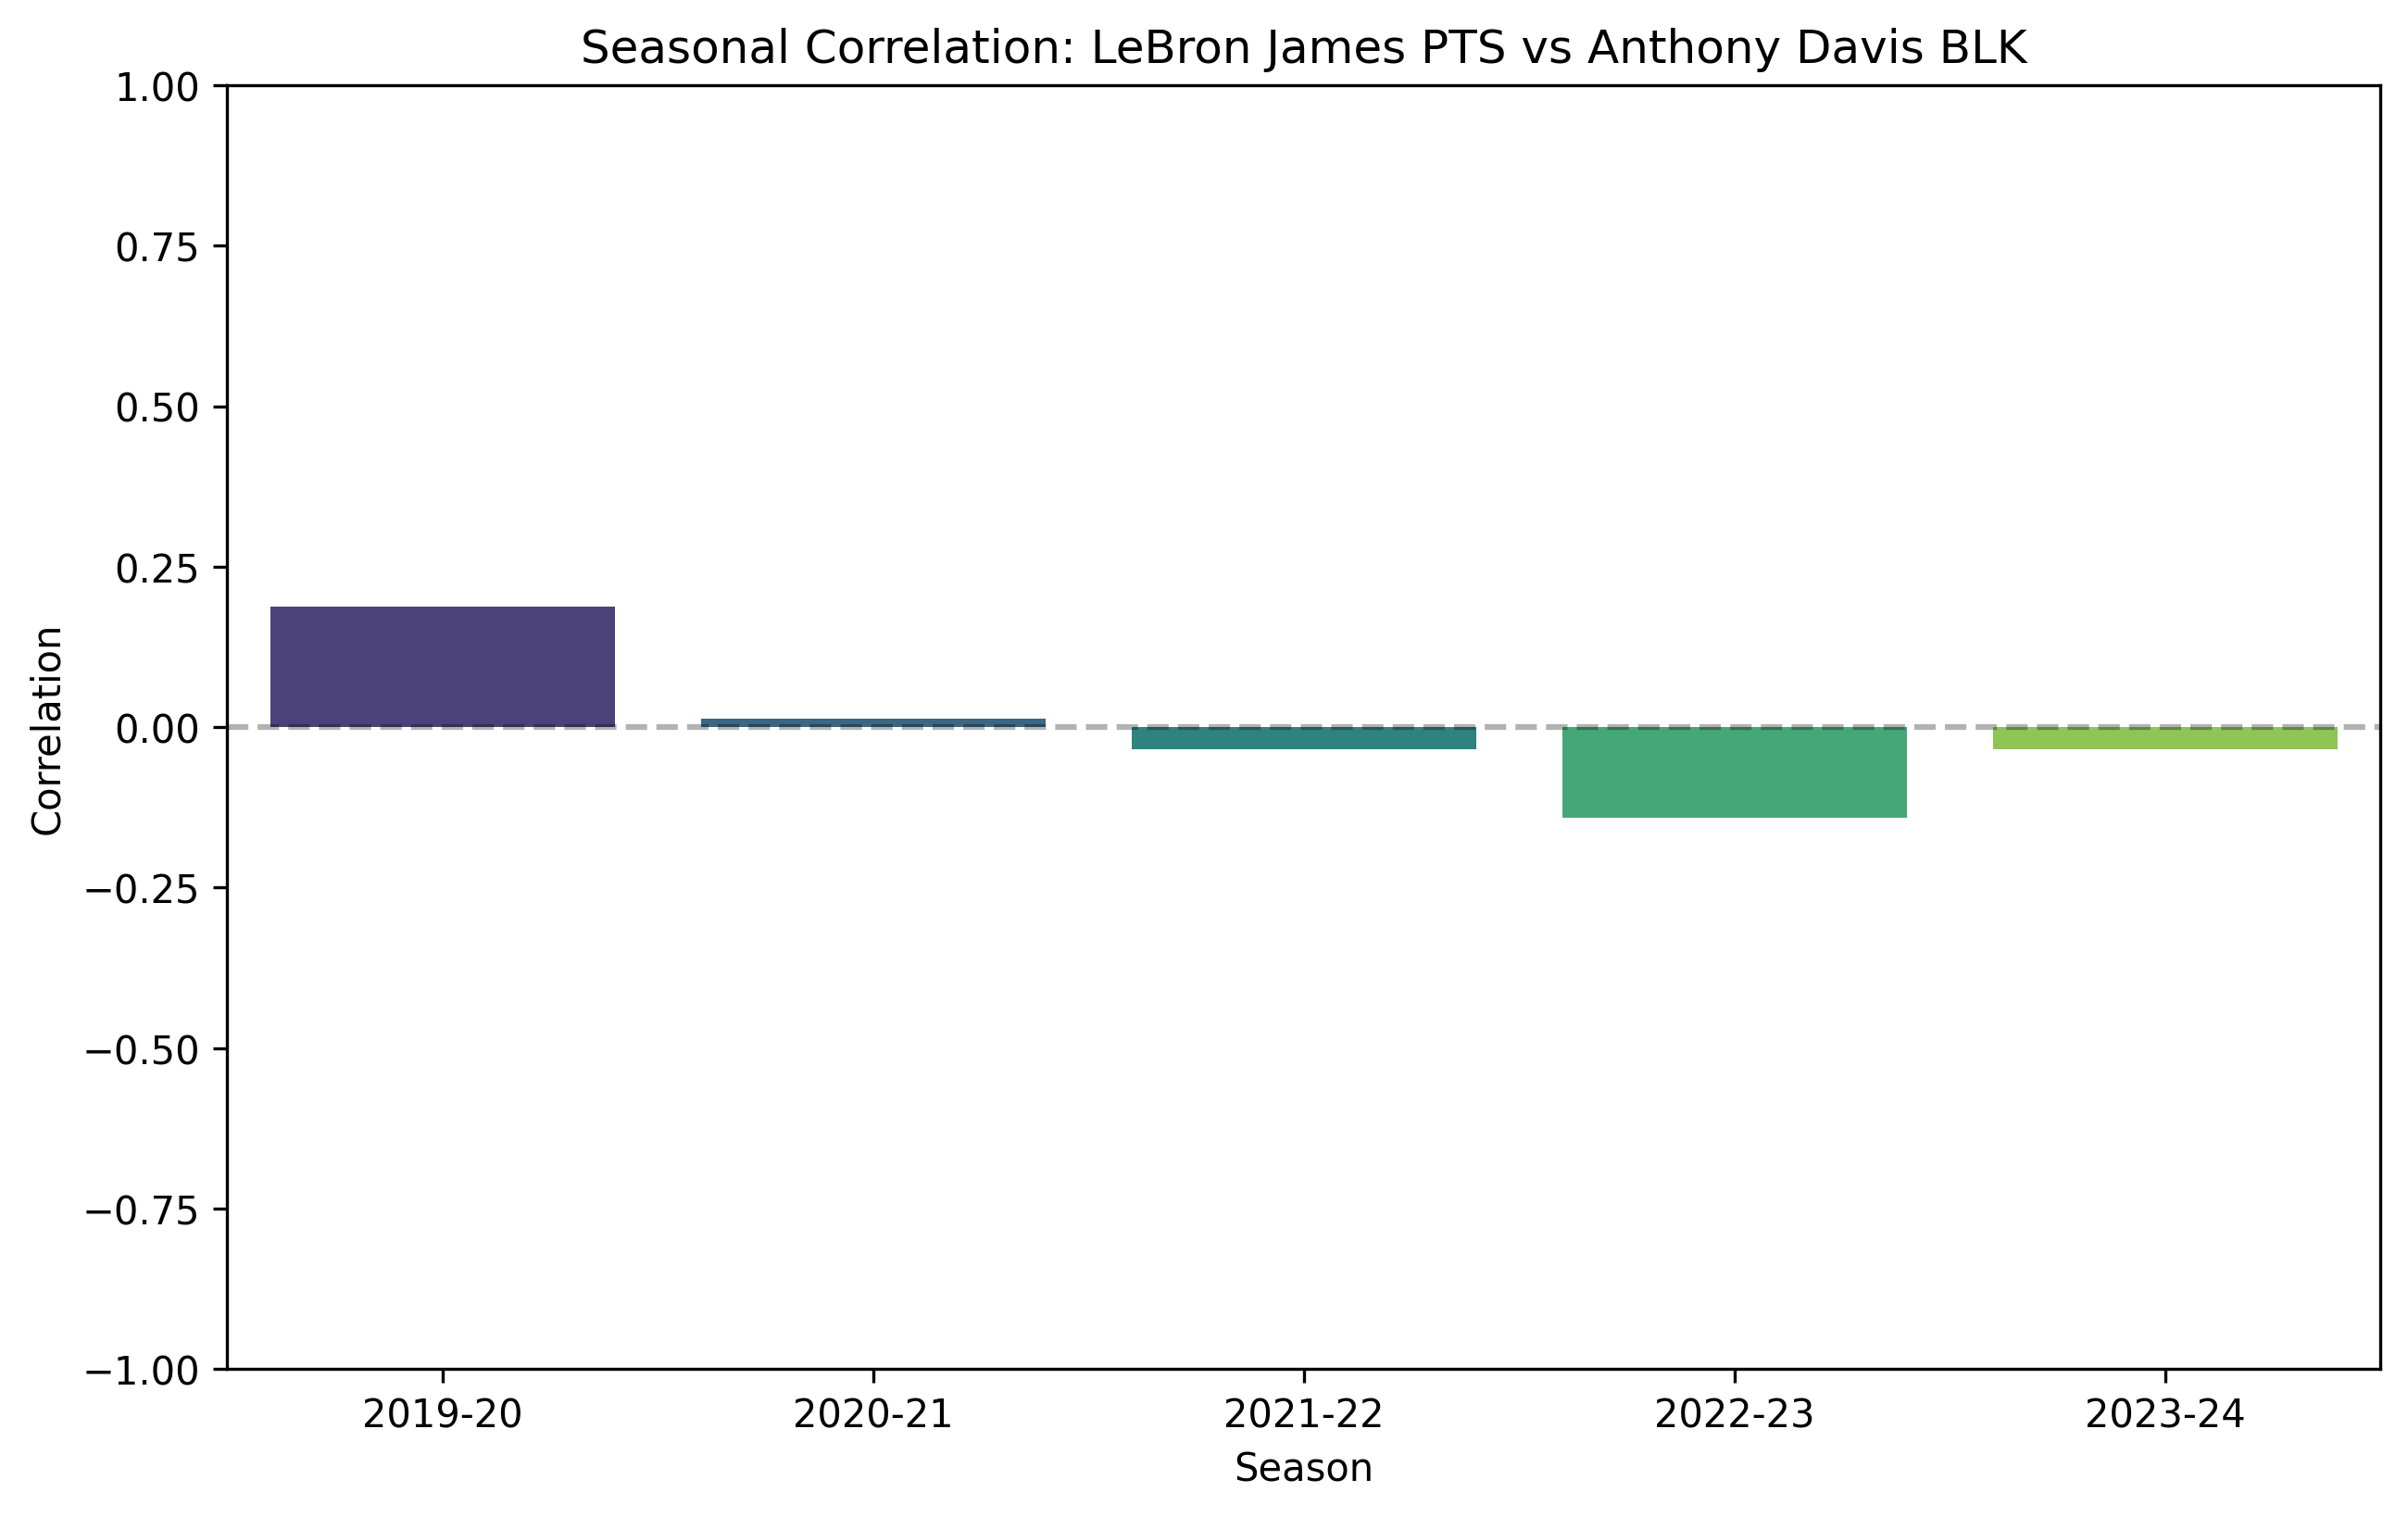 Seasonal Correlation: LeBron James PTS vs Anthony Davis BLK
1.00
0.75
0.50
0.25
0.00
−0.25
−0.50
−0.75
−1.00
Correlation
2019-20 2020-21 2021-22 2022-23 2023-24
Season